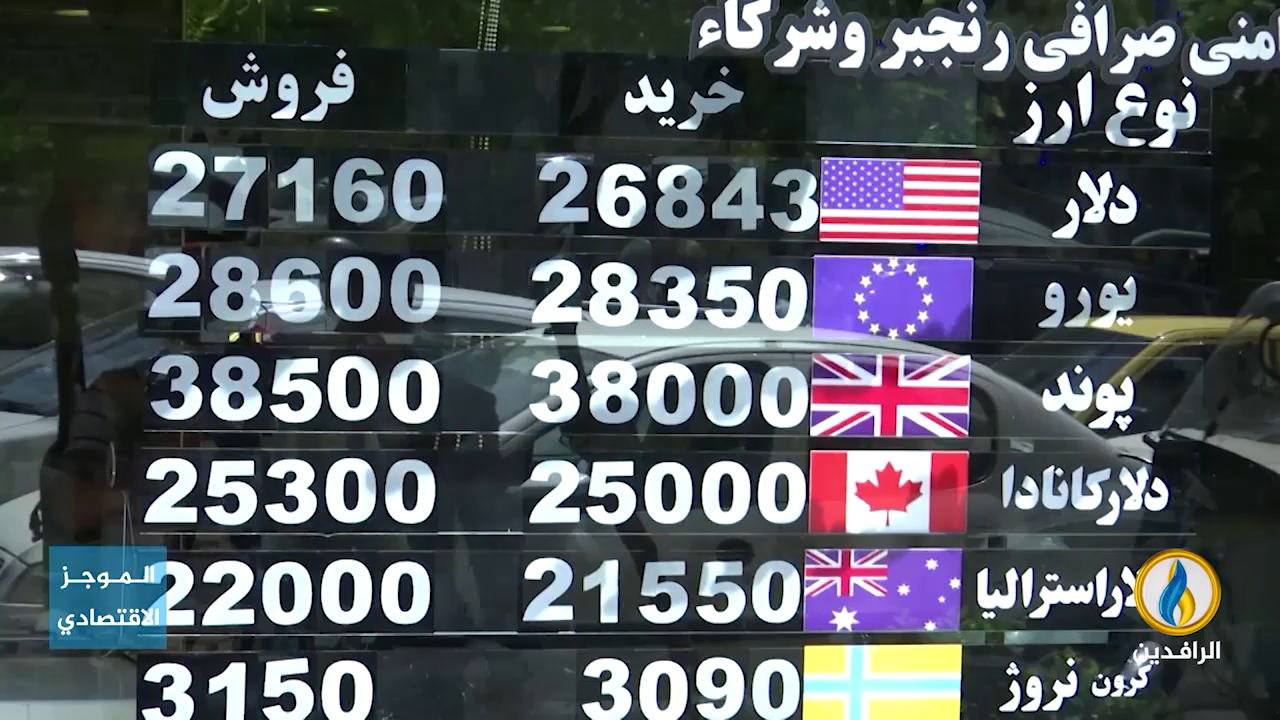 منی صرافی رنجبر وشرکاء
نوع ارز خرید فروش
دلار 26843 27160
یورو 28350 28600
پوند 38000 38500
دلارکانادا 25000 25300
لاراسترالیا 21550 22000
کرون نروژ 3090 3150
الموجز
الاقتصادي
الرافدين